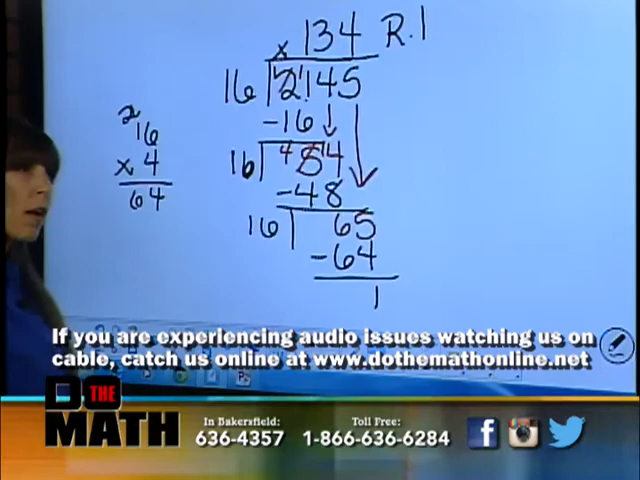 x 134 R.1
16 2145
-16
16 54
-48
16 65
-64
1
2
16
x 4
64
If you are experiencing audio issues watching us on
cable, catch us online at www.dothemathonline.net
DO THE MATH
In Bakersfield: 636-4357
Toll Free: 1-866-636-6284